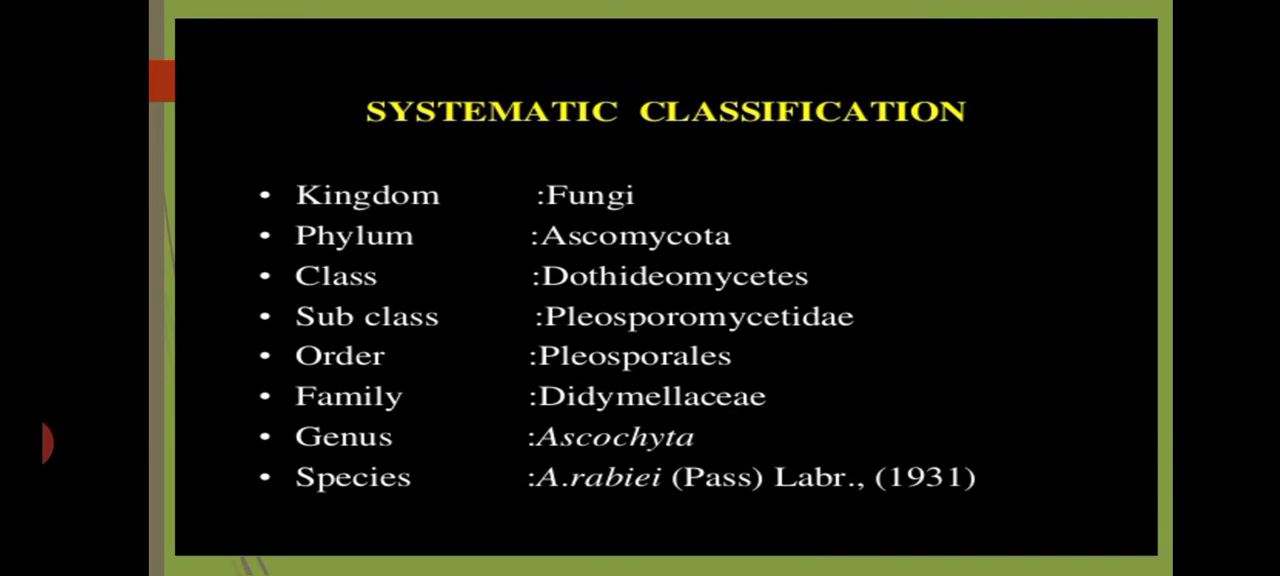 SYSTEMATIC CLASSIFICATION
• Kingdom :Fungi
• Phylum :Ascomycota
• Class :Dothideomycetes
• Sub class :Pleosporomycetidae
• Order :Pleosporales
• Family :Didymellaceae
• Genus :Ascochyta
• Species :A.rabiei (Pass) Labr., (1931)